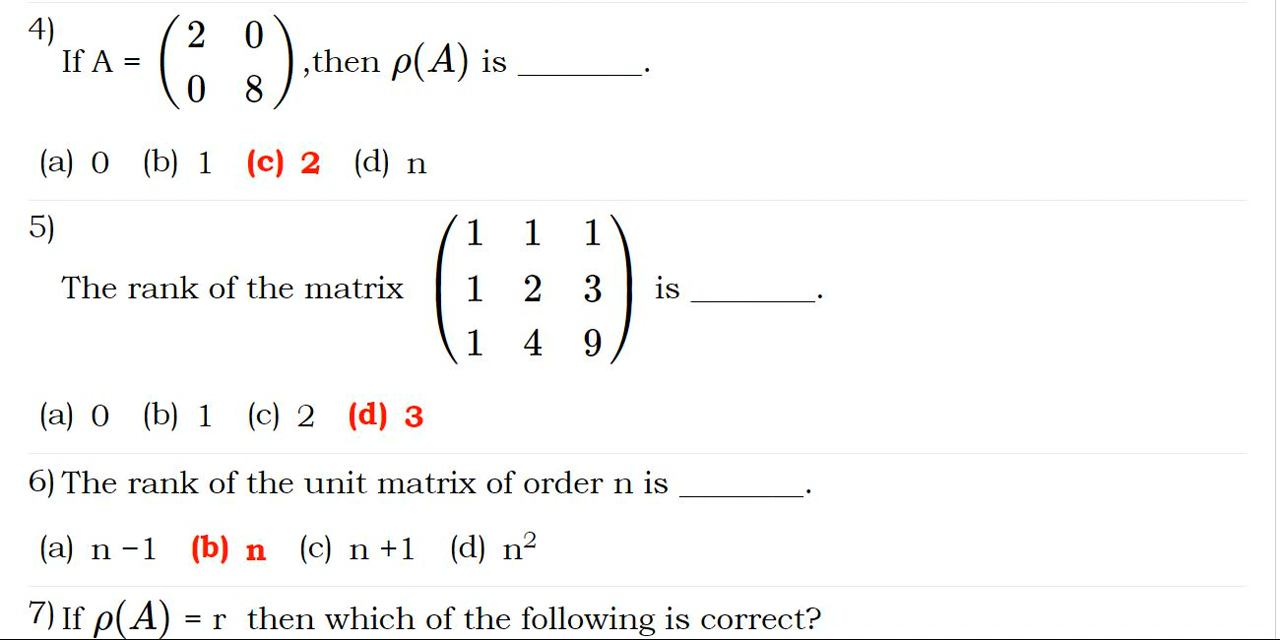 4)
If A = (2 0
0 8) ,then ρ(A) is ________.
(a) 0 (b) 1 (c) 2 (d) n
5)
The rank of the matrix (1 1 1
1 2 3
1 4 9) is ________.
(a) 0 (b) 1 (c) 2 (d) 3
6) The rank of the unit matrix of order n is ________.
(a) n −1 (b) n (c) n +1 (d) n²
7) If ρ(A) = r then which of the following is correct?